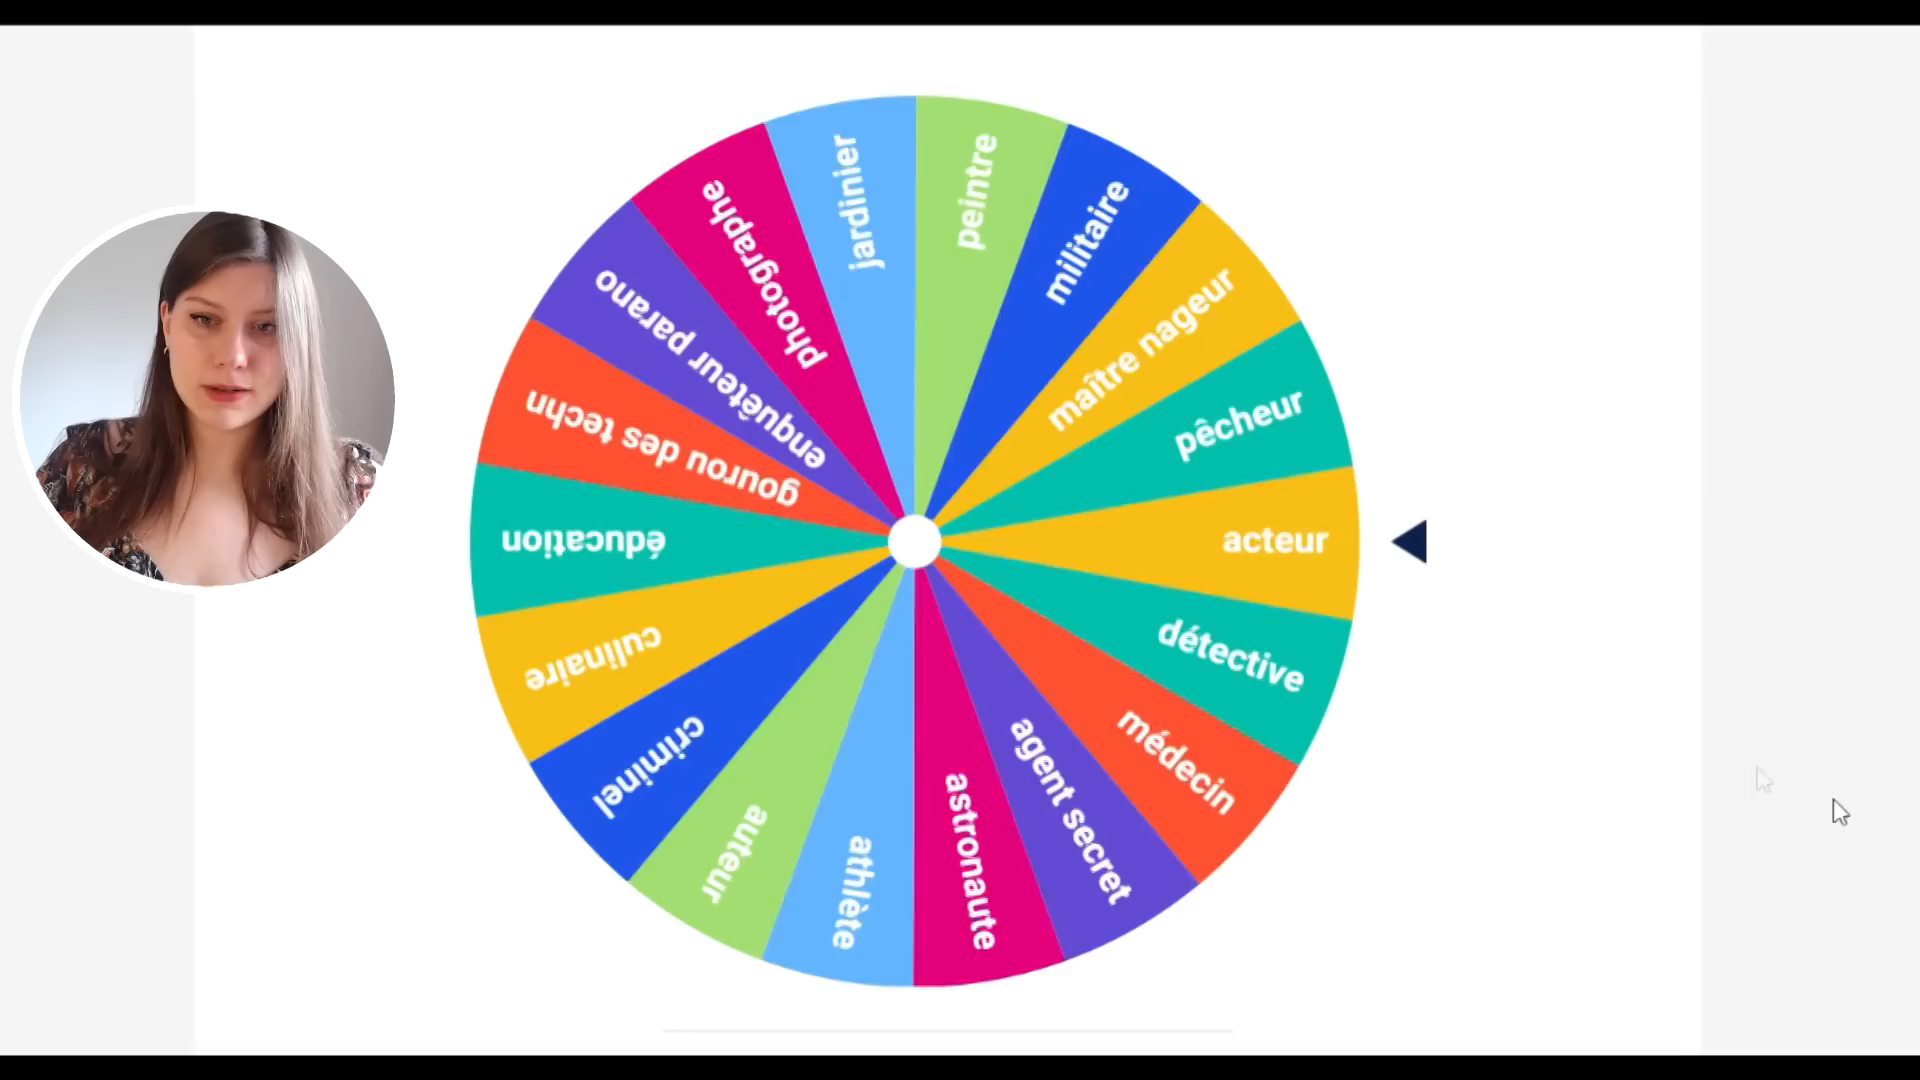 peintre
militaire
maître nageur
pêcheur
acteur
détective
médecin
agent secret
astronaute
athlète
auteur
criminel
culinaire
éducation
gourou des techn
enquêteur parano
photographe
jardinier